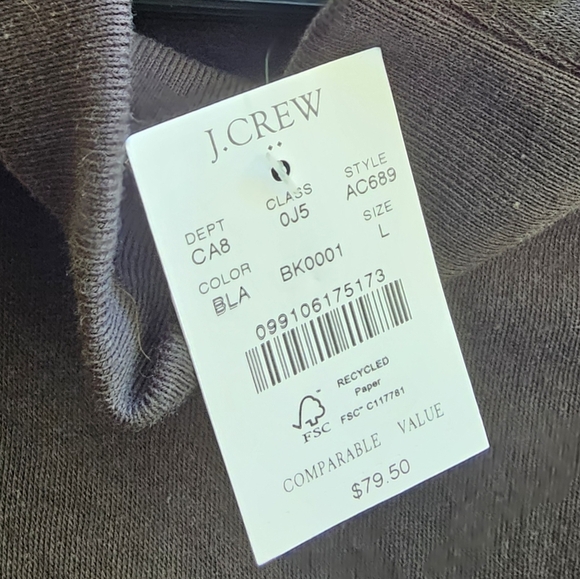 J.CREW
DEPT CLASS STYLE
CA8 0J5 AC689
COLOR SIZE
BLA BK0001 L
099106175173
RECYCLED
Paper
FSC™ C117781
FSC
COMPARABLE VALUE
$79.50